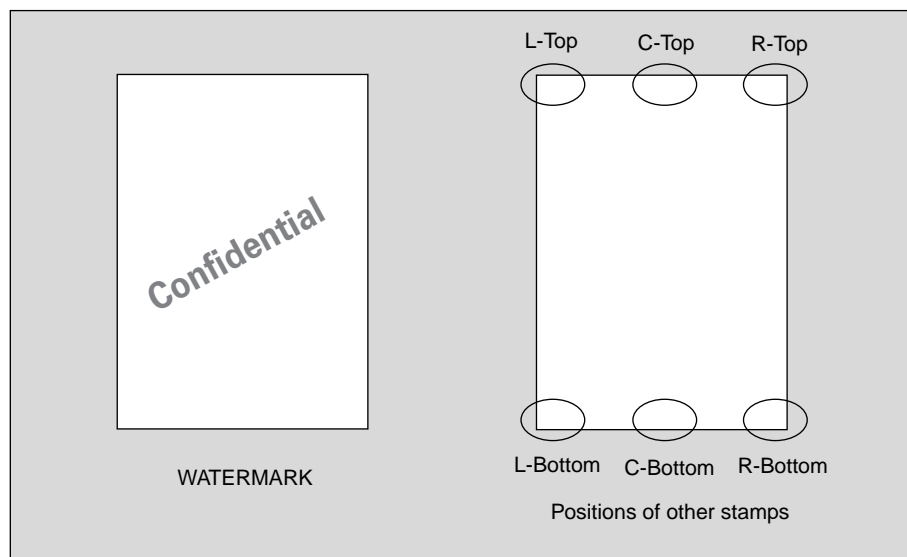 L-Top C-Top R-Top
Confidential
L-Bottom C-Bottom R-Bottom
WATERMARK
Positions of other stamps